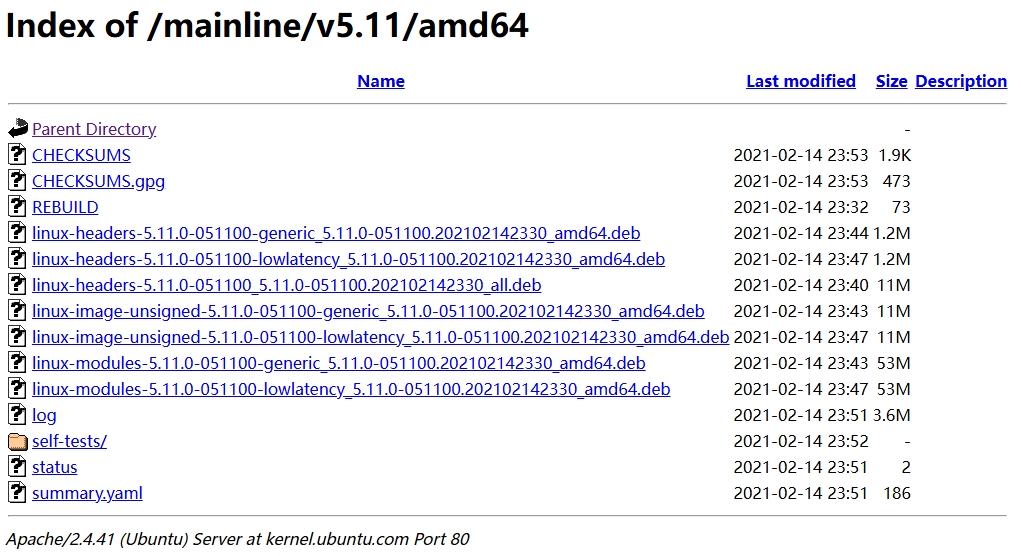 Index of /mainline/v5.11/amd64
Name Last modified Size Description
Parent Directory -
CHECKSUMS 2021-02-14 23:53 1.9K
CHECKSUMS.gpg 2021-02-14 23:53 473
REBUILD 2021-02-14 23:32 73
linux-headers-5.11.0-051100-generic_5.11.0-051100.202102142330_amd64.deb 2021-02-14 23:44 1.2M
linux-headers-5.11.0-051100-lowlatency_5.11.0-051100.202102142330_amd64.deb 2021-02-14 23:47 1.2M
linux-headers-5.11.0-051100_5.11.0-051100.202102142330_all.deb 2021-02-14 23:40 11M
linux-image-unsigned-5.11.0-051100-generic_5.11.0-051100.202102142330_amd64.deb 2021-02-14 23:43 11M
linux-image-unsigned-5.11.0-051100-lowlatency_5.11.0-051100.202102142330_amd64.deb 2021-02-14 23:47 11M
linux-modules-5.11.0-051100-generic_5.11.0-051100.202102142330_amd64.deb 2021-02-14 23:43 53M
linux-modules-5.11.0-051100-lowlatency_5.11.0-051100.202102142330_amd64.deb 2021-02-14 23:47 53M
log 2021-02-14 23:51 3.6M
self-tests/ 2021-02-14 23:52 -
status 2021-02-14 23:51 2
summary.yaml 2021-02-14 23:51 186
Apache/2.4.41 (Ubuntu) Server at kernel.ubuntu.com Port 80